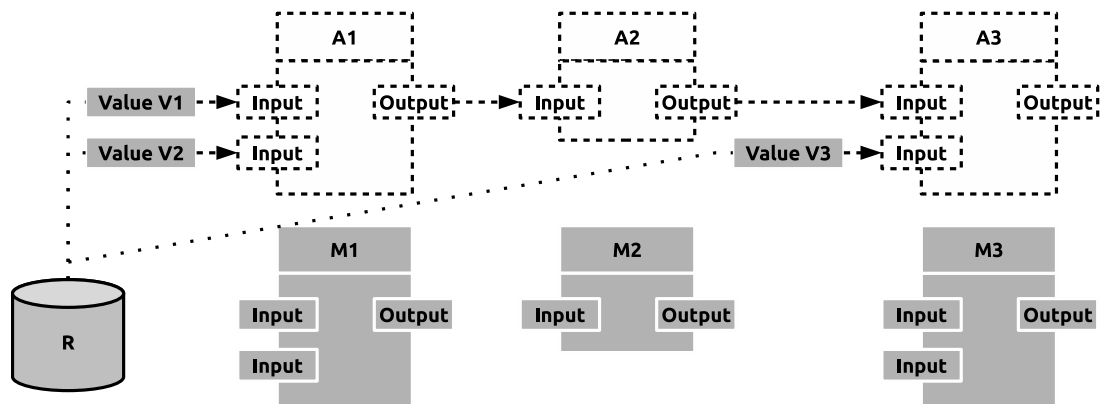 A1
A2
A3
Value V1
Input
Output
Input
Output
Input
Output
Value V2
Input
Value V3
Input
M1
M2
M3
R
Input
Output
Input
Output
Input
Output
Input
Input